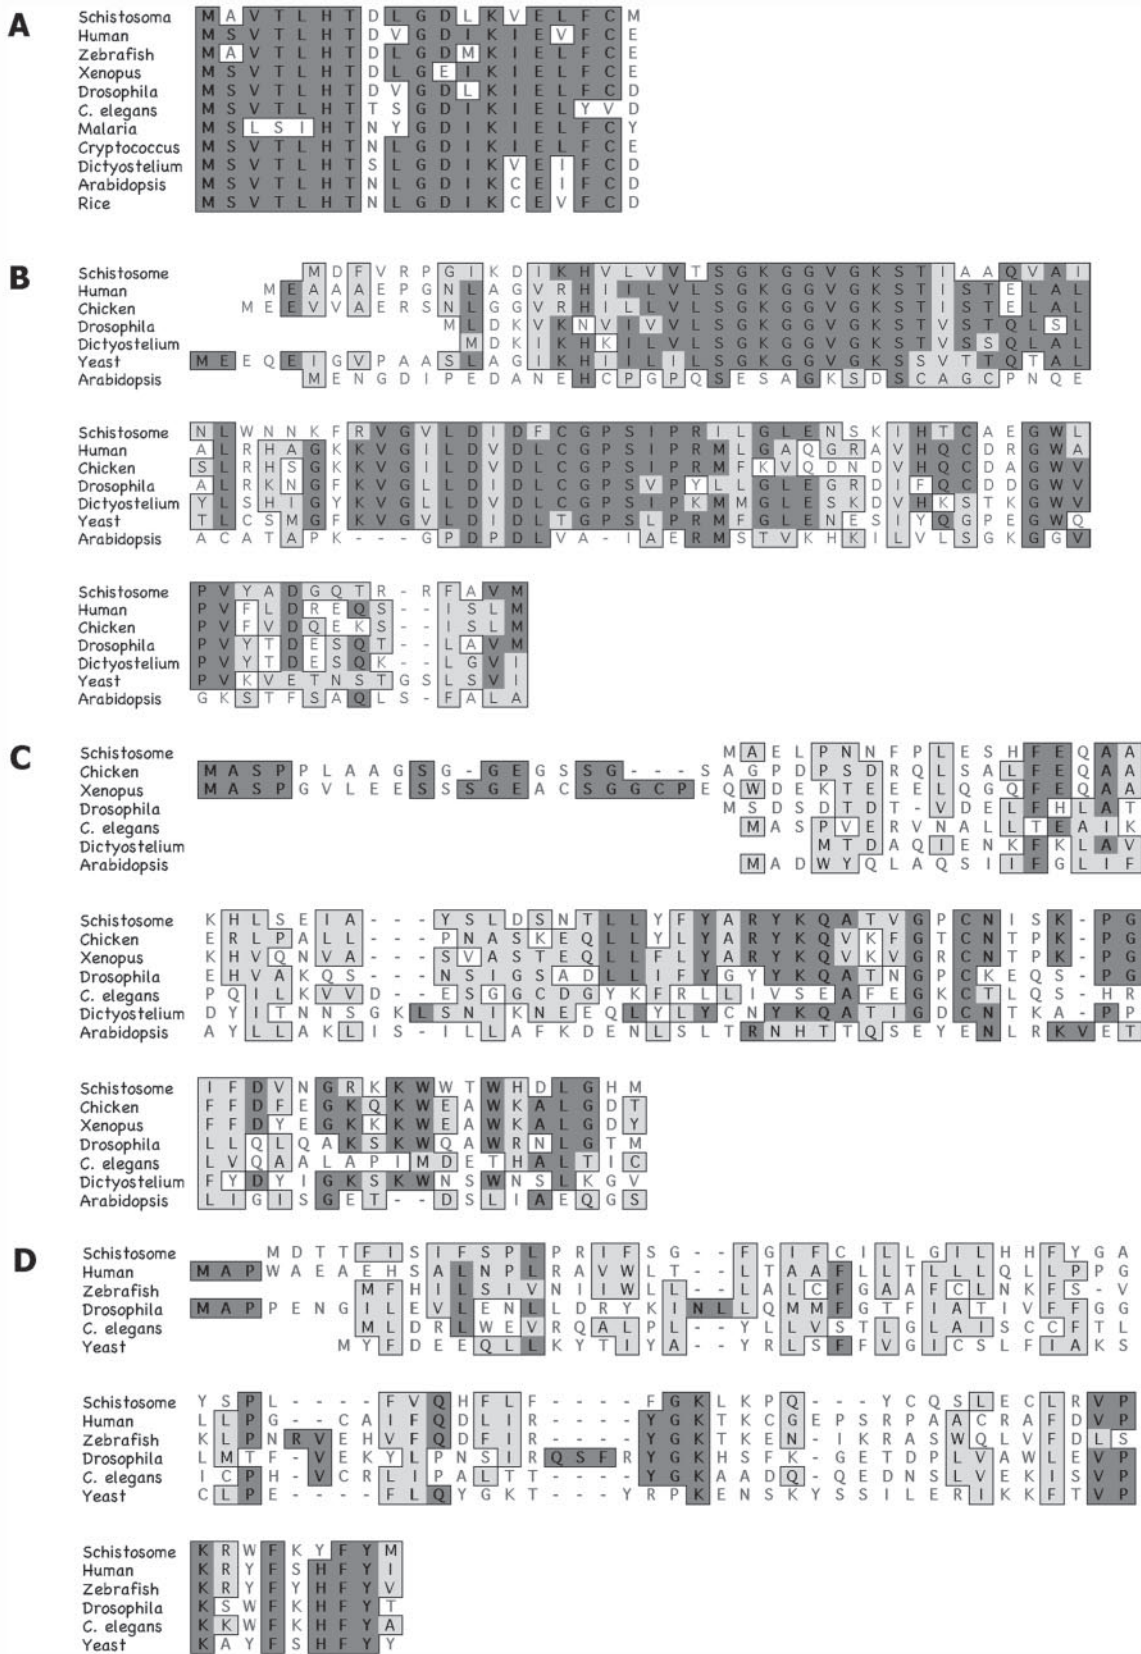 A
Schistosoma M A V T L H T D L G D L K V E L F C M
Human M S V T L H T D V G D I K I E V F C E
Zebrafish M A V T L H T D L G D M K I E L F C E
Xenopus M S V T L H T D L G E I K I E L F C E
Drosophila M S V T L H T D V G D L K I E L F C D
C. elegans M S V T L H T T S G D I K I E L Y V D
Malaria M S L S I H T N Y G D I K I E L F C Y
Cryptococcus M S V T L H T N L G D I K I E L F C E
Dictyostelium M S V T L H T S L G D I K V E I F C D
Arabidopsis M S V T L H T N L G D I K C E I F C D
Rice M S V T L H T N L G D I K C E V F C D
B
Schistosome M D F V R P G I K D I K H V L V V T S G K G G V G K S T I A A Q V A I
Human M E A A A E P G N L A G V R H I I L V L S G K G G V G K S T I S T E L A L
Chicken M E E V V A E R S N L G G V R H I L L V L S G K G G V G K S T I S T E L A L
Drosophila M L D K V K N V I V V L S G K G G V G K S T V S T Q L S L
Dictyostelium M D K I K H K I L V L S G K G G V G K S T V S S Q L A L
Yeast M E E Q E I G V P A A S L A G I K H I I L I L S G K G G V G K S S V T T Q T A L
Arabidopsis M E N G D I P E D A N E H C P G P Q S E S A G K S D S C A G C P N Q E
Schistosome N L W N N K F R V G V L D I D F C G P S I P R I L G L E N S K I H T C A E G W L
Human A L R H A G K K V G I L D V D L C G P S I P R M L G A Q G R A V H Q C D R G W A
Chicken S L R H S G K K V G I L D V D L C G P S I P R M F K V Q D N D V H Q C D A G W V
Drosophila A L R K N G F K V G L L D I D L C G P S V P Y L L G L E G R D I F Q C D D G W V
Dictyostelium Y S H I G Y K V G L L D V D L C G P S I P K M M G L E S K D V H K S T K G W V
Yeast T L C S M G F K V G V L D I D L T G P S L P R M F G L E N E S I Y Q G P E G W Q
Arabidopsis A C A T A P K - - - G P D P D L V A - I A E R M S T V K H K I L V L S G K G G V
Schistosome P V Y A D G Q T R - R F A V M
Human P V F L D R E Q S - - I S L M
Chicken P V F V D Q E K S - - I S L M
Drosophila P V Y T D E S Q T - - L A V M
Dictyostelium P V Y T D E S Q K - - L G V I
Yeast P V K V E T N S T G S L S V I
Arabidopsis G K S T F S A Q L S - F A L A
C
Schistosome M A E L P N N F P L E S H F E Q A A
Chicken M A S P P L A A G S G - G E G S S G - - - S A G P D P S D R Q L S A L F E Q A A
Xenopus M A S P G V L E E S S S G E A C S G G C P E Q W D E K T E E E L Q G Q F E Q A A
Drosophila M S D S D T D T - V D E L F H L A T
C. elegans M A S P V E R V N A L L T E A I K
Dictyostelium M T D A Q I E N K F K L A V
Arabidopsis M A D W Y Q L A Q S I I F G L I F
Schistosome K H L S E I A - - - Y S L D S N T L L Y F Y A R Y K Q A T V G P C N I S K - P G
Chicken E R L P A L L - - - P N A S K E Q L L Y L Y A R Y K Q V K F G T C N T P K - P G
Xenopus K H V Q N V A - - - S V A S T E Q L L F L Y A R Y K Q V K V G R C N T P K - P G
Drosophila E H V A K Q S - - - N S I G S A D L L I F Y G Y Y K Q A T N G P C K E Q S - P G
C. elegans P Q I L K V V D - - E S G G C D G Y K F R L L I V S E A F E G K C T L Q S - H R
Dictyostelium D Y I T N N S G K L S N I K N E E Q L Y L Y C N Y K Q A T I G D C N T K A - P P
Arabidopsis A Y L L A K L I S - I L L A F K D E N L S L T R N H T T Q S E Y E N L R K V E T
Schistosome I F D V N G R K K W W T W H D L G H M
Chicken F F D F E G K Q K W E A W K A L G D T
Xenopus F F D Y E G K K K W E A W K A L G D Y
Drosophila L L Q L Q A K S K W Q A W R N L G T M
C. elegans L V Q A A L A P I M D E T H A L T I C
Dictyostelium F Y D Y I G K S K W N S W N S L K G V
Arabidopsis L I G I S G E T - - D S L I A E Q G S
D
Schistosome M D T T F I S I F S P L P R I F S G - - F G I F C I L L G I L H H F Y G A
Human M A P W A E A E H S A L N P L R A V W L T - - L T A A F L L T L L L Q L L P P G
Zebrafish M F H I L S I V N I I W L L - - L A L C F G A A F C L N K F S - V
Drosophila M A P P E N G I L E V L E N L L D R Y K I N L L Q M M F G T F I A T I V F F G G
C. elegans M L D R L W E V R Q A L P L - - Y L L V S T L G L A I S C C F T L
Yeast M Y F D E E Q L L K Y T I Y A - - Y R L S F F V G I C S L F I A K S
Schistosome Y S P L - - - - F V Q H F L F - - - - F G K L K P Q - - - Y C Q S L E C L R V P
Human L L P G - - C A I F Q D L I R - - - - Y G K T K C G E P S R P A A C R A F D V P
Zebrafish K L P N R V E H V F Q D F I R - - - - Y G K T K E N - I K R A S W Q L V F D L S
Drosophila L M T F - V E K Y L P N S I R Q S F R Y G K H S F K - G E T D P L V A W L E V P
C. elegans I C P H - V C R L I P A L T T - - - - Y G K A A D Q - Q E D N S L V E K I S V P
Yeast C L P E - - - - F L Q Y G K T - - - Y R P K E N S K Y S S I L E R I K K F T V P
Schistosome K R W F K Y F Y M
Human K R Y F S H F Y I
Zebrafish K R Y F Y H F Y V
Drosophila K S W F K H F Y T
C. elegans K K W F K H F Y A
Yeast K A Y F S H F Y Y